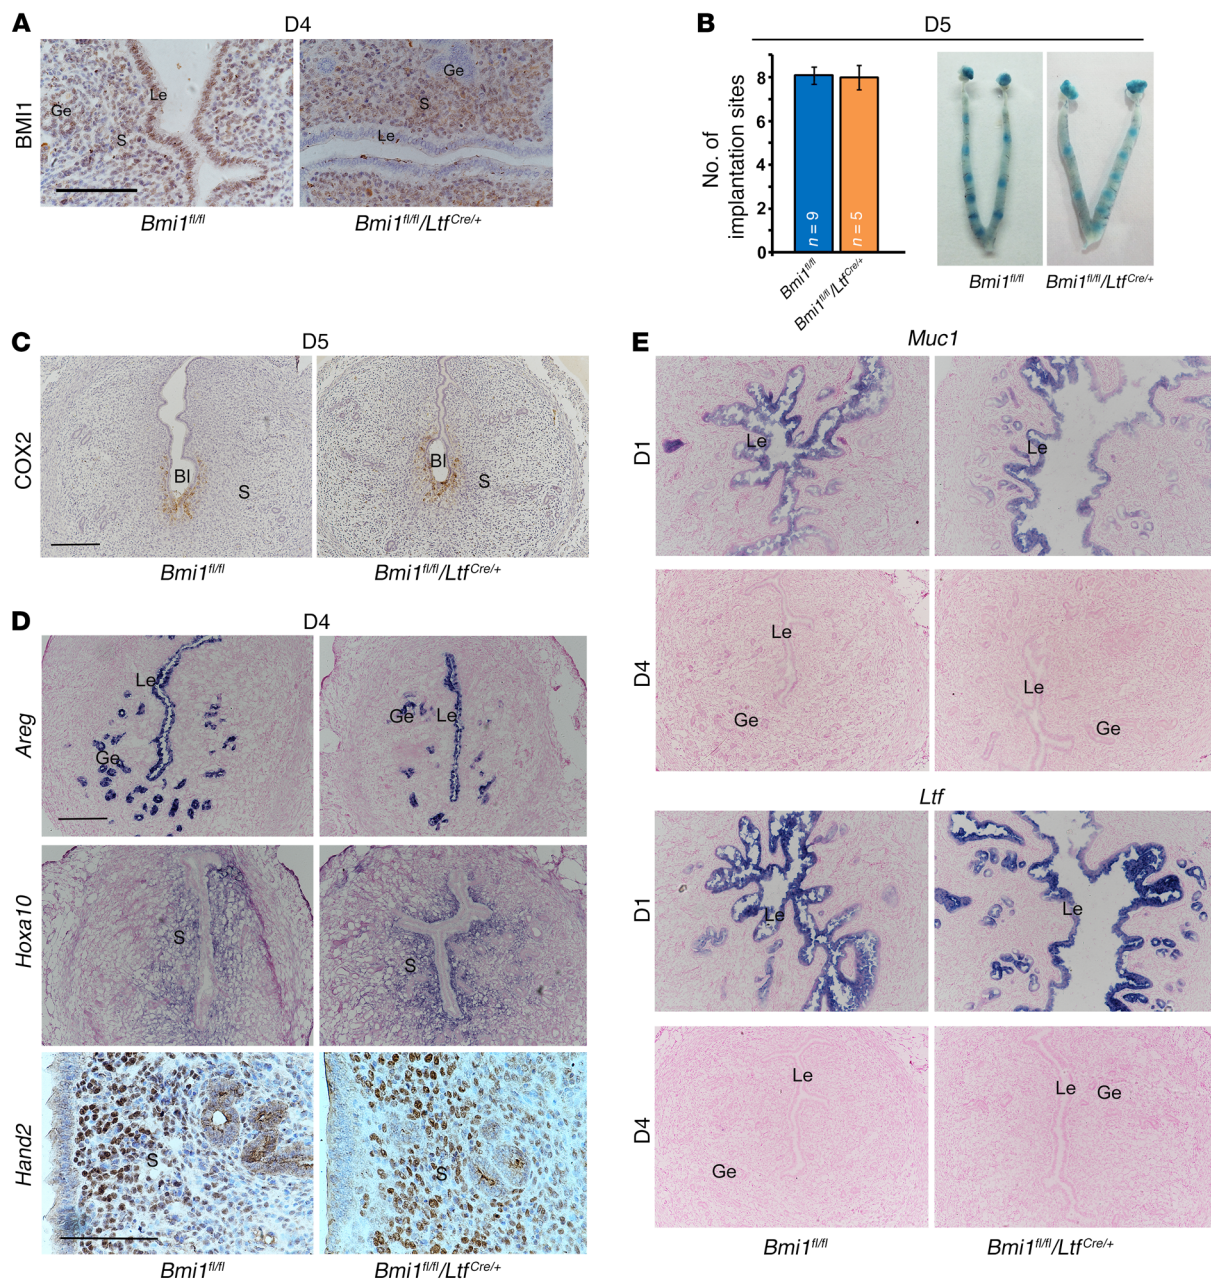 A
D4
BMI1
Ge
Le
S
Ge
S
Le
Bmi1fl/fl
Bmi1fl/fl/LtfCre/+
B
D5
No. of
implantation sites
8
6
4
2
0
n = 9
n = 5
Bmi1fl/fl
Bmi1fl/fl/LtfCre/+
Bmi1fl/fl
Bmi1fl/fl/LtfCre/+
C
D5
COX2
Bl
S
Bl
S
Bmi1fl/fl
Bmi1fl/fl/LtfCre/+
D
D4
Areg
Le
Ge
Ge
Le
Hoxa10
S
S
Hand2
S
S
Bmi1fl/fl
Bmi1fl/fl/LtfCre/+
E
Muc1
D1
Le
Le
D4
Le
Ge
Le
Ge
Ltf
D1
Le
Le
D4
Le
Ge
Le
Ge
Bmi1fl/fl
Bmi1fl/fl/LtfCre/+